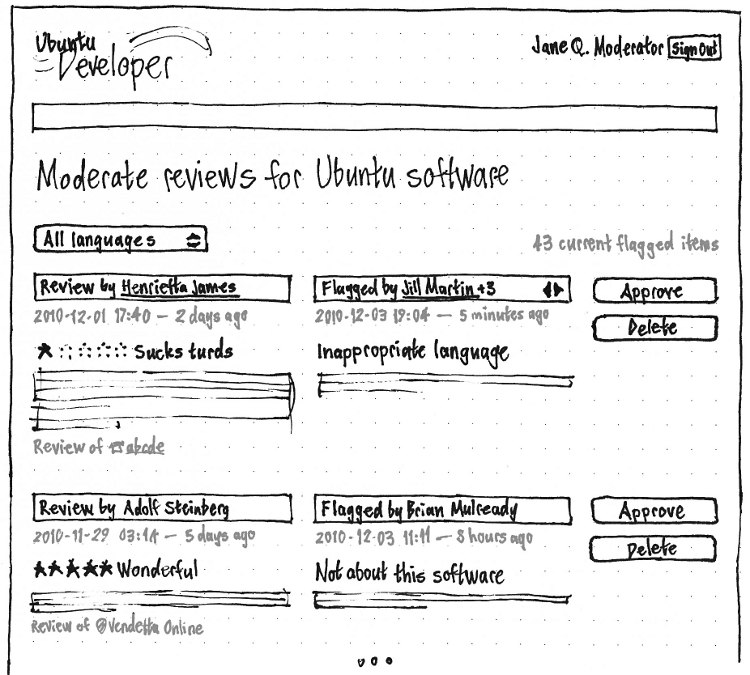 Ubuntu
Developer
Jane Q. Moderator Sign Out
Moderate reviews for Ubuntu software
All languages
43 current flagged items
Review by Henrietta James
2010-12-01 17:40 — 2 days ago
Sucks turds
Review of abcde
Flagged by Jill Martin +3
2010-12-03 19:04 — 5 minutes ago
Inappropriate language
Approve
Delete
Review by Adolf Steinberg
2010-11-29 03:14 — 5 days ago
Wonderful
Review of Vendetta Online
Flagged by Brian Mulready
2010-12-03 11:11 — 8 hours ago
Not about this software
Approve
Delete